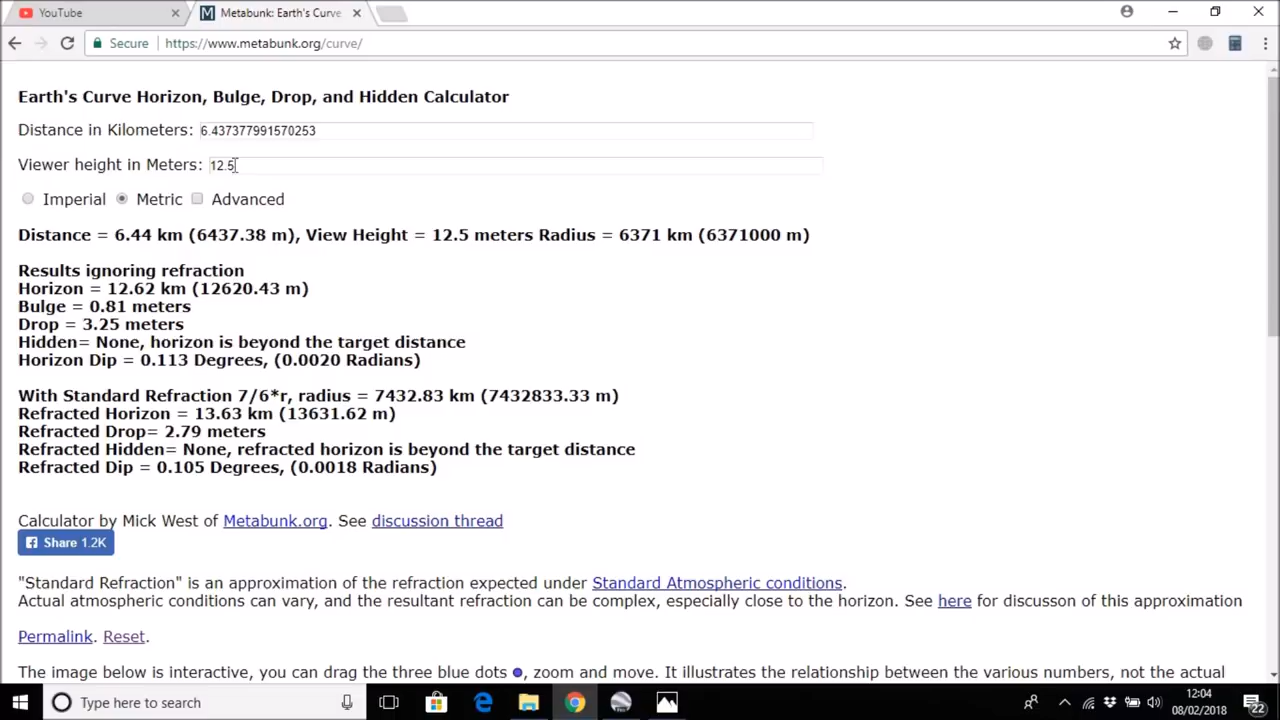 YouTube
Metabunk: Earth's Curve
Secure https://www.metabunk.org/curve/
Earth's Curve Horizon, Bulge, Drop, and Hidden Calculator
Distance in Kilometers: 6.437377991570253
Viewer height in Meters: 12.5
Imperial Metric Advanced
Distance = 6.44 km (6437.38 m), View Height = 12.5 meters Radius = 6371 km (6371000 m)
Results ignoring refraction
Horizon = 12.62 km (12620.43 m)
Bulge = 0.81 meters
Drop = 3.25 meters
Hidden= None, horizon is beyond the target distance
Horizon Dip = 0.113 Degrees, (0.0020 Radians)
With Standard Refraction 7/6*r, radius = 7432.83 km (7432833.33 m)
Refracted Horizon = 13.63 km (13631.62 m)
Refracted Drop= 2.79 meters
Refracted Hidden= None, refracted horizon is beyond the target distance
Refracted Dip = 0.105 Degrees, (0.0018 Radians)
Calculator by Mick West of Metabunk.org. See discussion thread
Share 1.2K
"Standard Refraction" is an approximation of the refraction expected under Standard Atmospheric conditions.
Actual atmospheric conditions can vary, and the resultant refraction can be complex, especially close to the horizon. See here for discusson of this approximation
Permalink. Reset.
The image below is interactive, you can drag the three blue dots , zoom and move. It illustrates the relationship between the various numbers, not the actual
Type here to search
12:04
08/02/2018
22